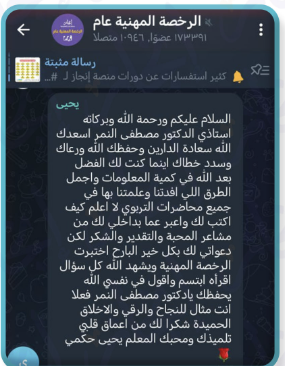 الرخصة المهنية عام
١٧٣٣٩١ عضوًا, ١٠٩٤٦ متصلًا
رسالة مثبتة
كثير استفسارات عن دورات منصة إنجاز لـ #_
يحيى
السلام عليكم ورحمة الله وبركاته
استاذي الدكتور مصطفى النمر اسعدك
الله سعادة الدارين وحفظك الله ورعاك
وسدد خطاك اينما كنت لك الفضل
بعد الله في كمية المعلومات واجمل
الطرق اللي افدتنا وعلمتنا بها في
جميع محاضرات التربوي لا اعلم كيف
اكتب لك واعبر عما بداخلي لك من
مشاعر المحبة والتقدير والشكر لكن
دعواتي لك بكل خير البارح اختبرت
الرخصة المهنية ويشهد الله كل سؤال
اقرأه ابتسم واقول في نفسي الله
يحفظك يادكتور مصطفى النمر فعلا
انت مثال للنجاح والرقي والاخلاق
الحميدة شكرا لك من أعماق قلبي
تلميذك ومحبك المعلم يحيى حكمي